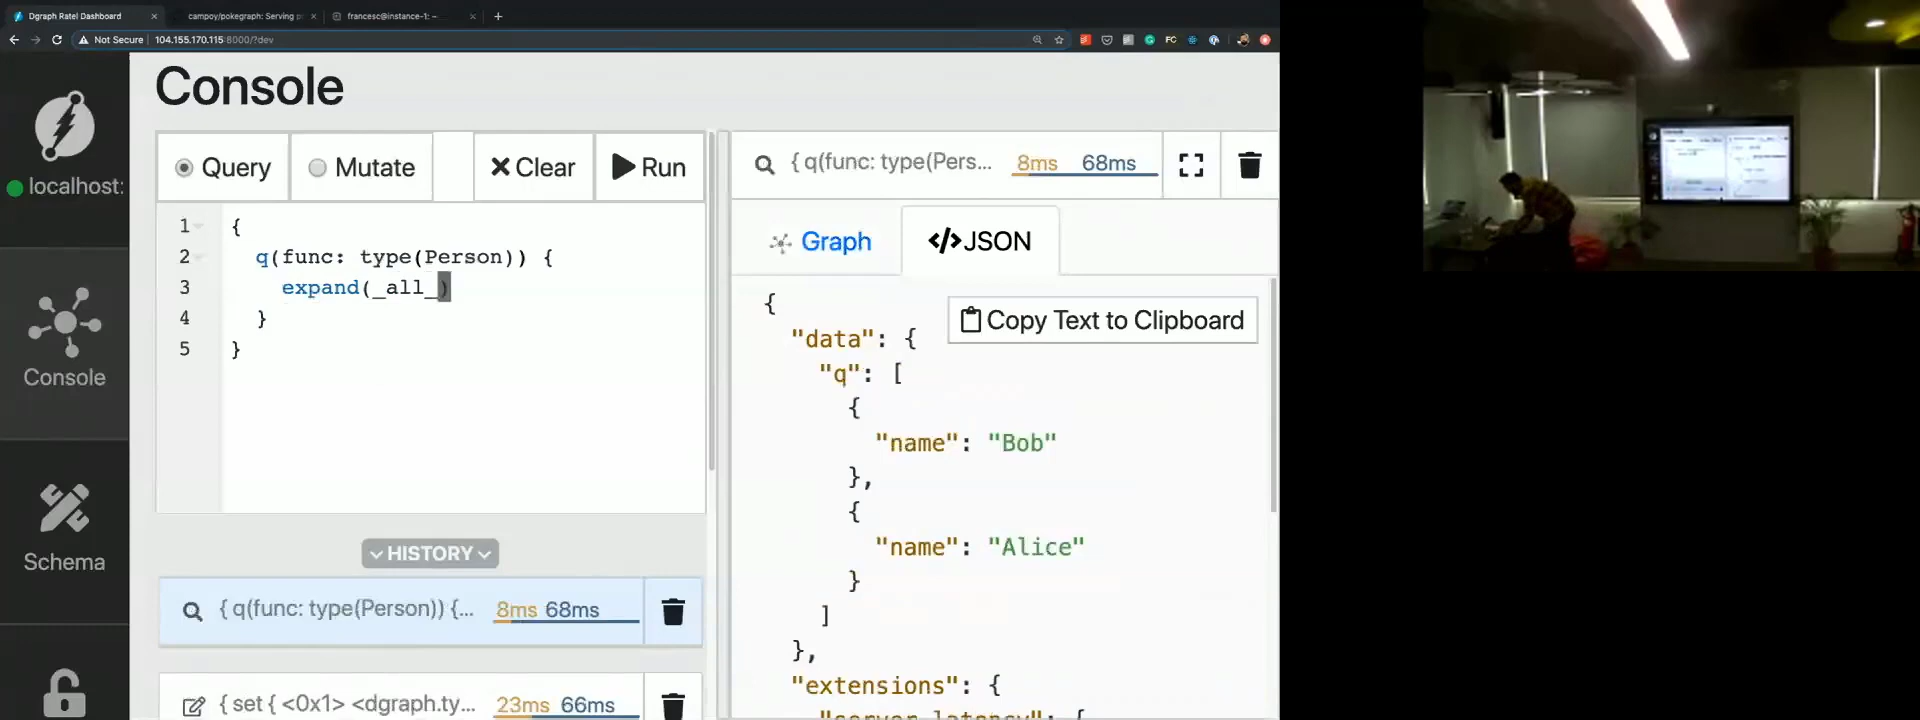 Dgraph Ratel Dashboard
campoy/pokegraph: Serving p
francesc@instance-1: ~
Not Secure
104.155.170.115:8000/?dev
FC
Console
localhost:
Console
Schema
Query
Mutate
Clear
Run
1 {
2 q(func: type(Person)) {
3 expand(_all_)
4 }
5 }
HISTORY
{ q(func: type(Person)) {... 8ms 68ms
{ set { <0x1> <dgraph.ty... 23ms 66ms
{ q(func: type(Pers... 8ms 68ms
Graph
</>JSON
Copy Text to Clipboard
{
"data": {
"q": [
{
"name": "Bob"
},
{
"name": "Alice"
}
]
},
"extensions": {
"server_latency": {